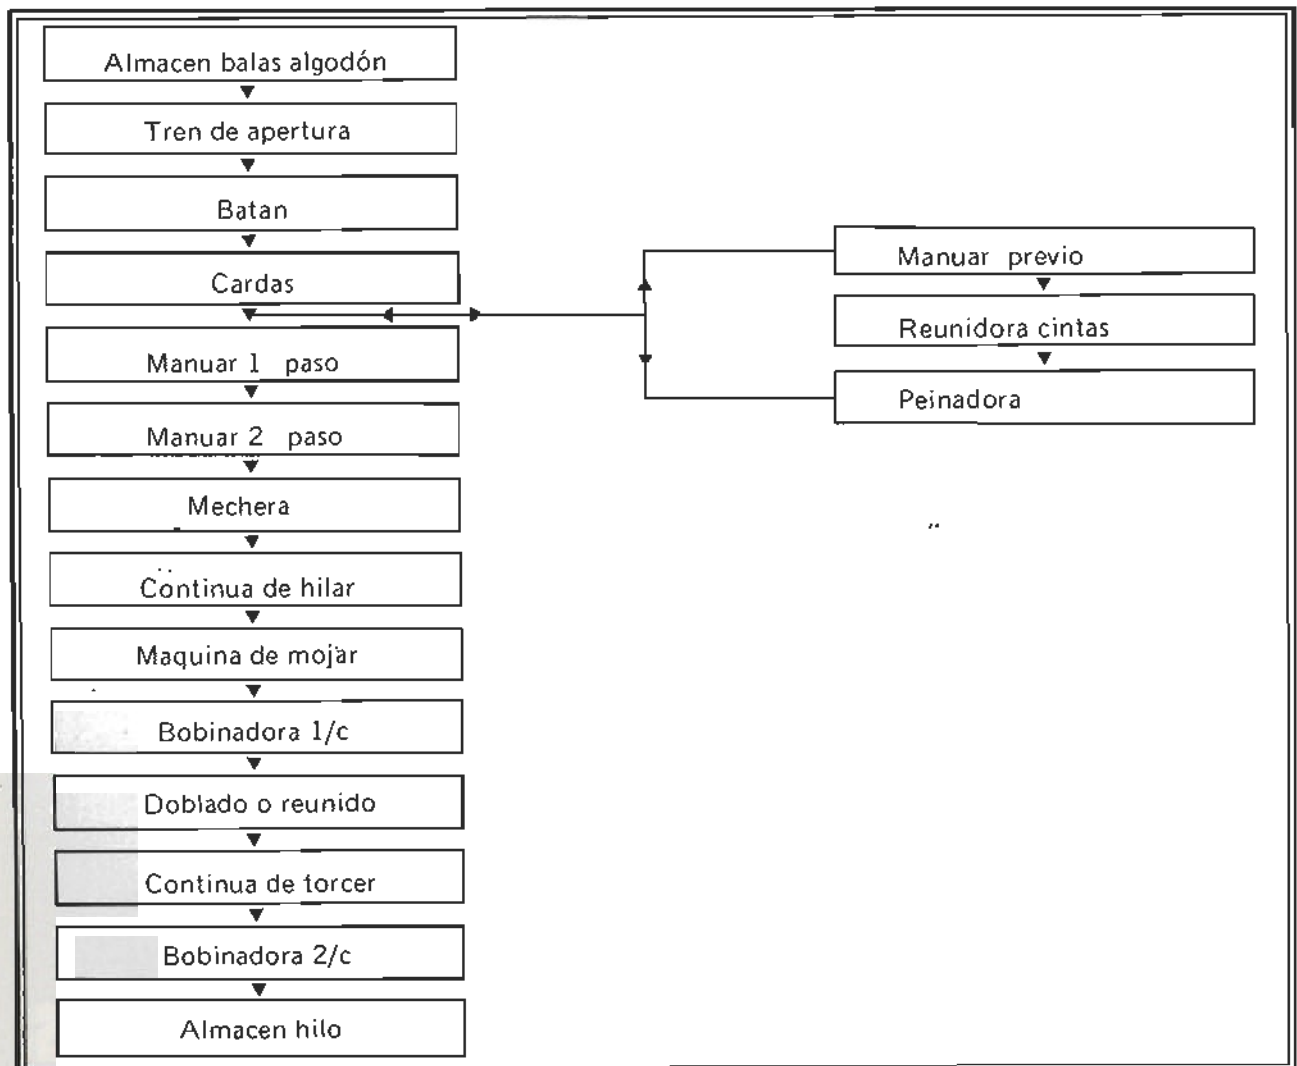 Almacen balas algodón
Tren de apertura
Batan
Cardas
Manuar 1 paso
Manuar 2 paso
Mechera
Continua de hilar
Maquina de mojar
Bobinadora 1/c
Doblado o reunido
Continua de torcer
Bobinadora 2/c
Almacen hilo
Manuar previo
Reunidora cintas
Peinadora